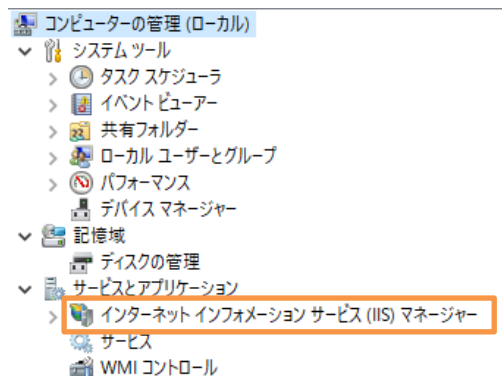 コンピューターの管理 (ローカル)
システム ツール
タスク スケジューラ
イベント ビューアー
共有フォルダー
ローカル ユーザーとグループ
パフォーマンス
デバイス マネージャー
記憶域
ディスクの管理
サービスとアプリケーション
インターネット インフォメーション サービス (IIS) マネージャー
サービス
WMI コントロール